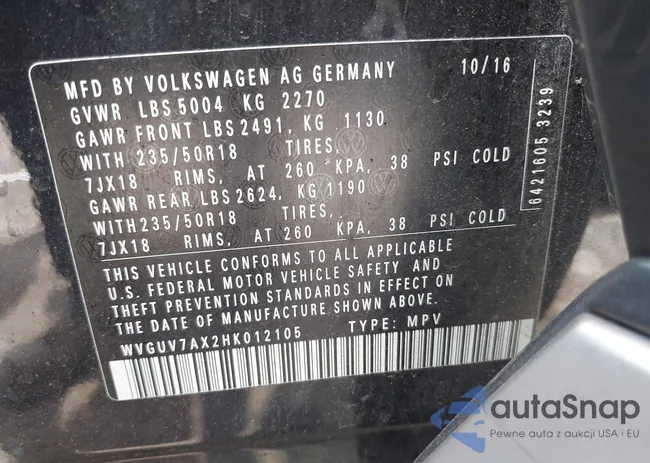 MFD BY VOLKSWAGEN AG GERMANY 10/16
GVWR LBS 5004 KG 2270
GAWR FRONT LBS 2491, KG 1130
WITH 235/50R18 TIRES,
7JX18 RIMS, AT 260 KPA, 38 PSI COLD
GAWR REAR LBS 2624, KG 1190
WITH 235/50R18 TIRES,
7JX18 RIMS, AT 260 KPA, 38 PSI COLD
THIS VEHICLE CONFORMS TO ALL APPLICABLE
U.S. FEDERAL MOTOR VEHICLE SAFETY AND
THEFT PREVENTION STANDARDS IN EFFECT ON
THE DATE OF MANUFACTURE SHOWN ABOVE.
WVGUV7AX2HK012105 TYPE: MPV
6421605 3239
autaSnap
Pewne auta z aukcji USA i EU